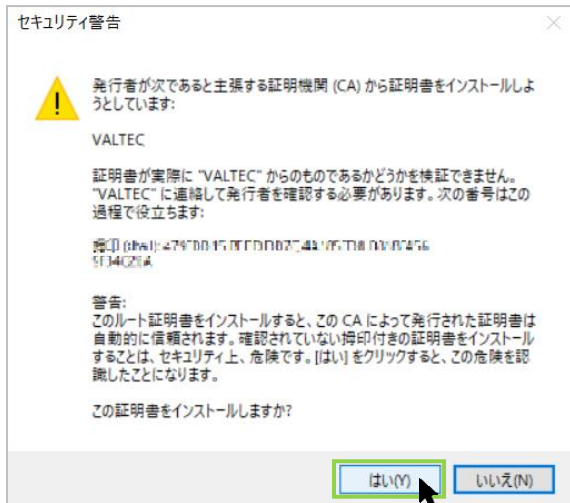 セキュリティ警告
発行者が次であると主張する証明機関 (CA) から証明書をインストールしよ
うとしています:
VALTEC
証明書が実際に "VALTEC" からのものであるかどうかを検証できません。
"VALTEC" に連絡して発行者を確認する必要があります。次の番号はこの
過程で役立ちます:
拇印 (sha1):
警告:
このルート証明書をインストールすると、この CA によって発行された証明書は
自動的に信頼されます。確認されていない拇印付きの証明書をインストール
することは、セキュリティ上、危険です。[はい] をクリックすると、この危険を認
識したことになります。
この証明書をインストールしますか?
はい(Y)
いいえ(N)